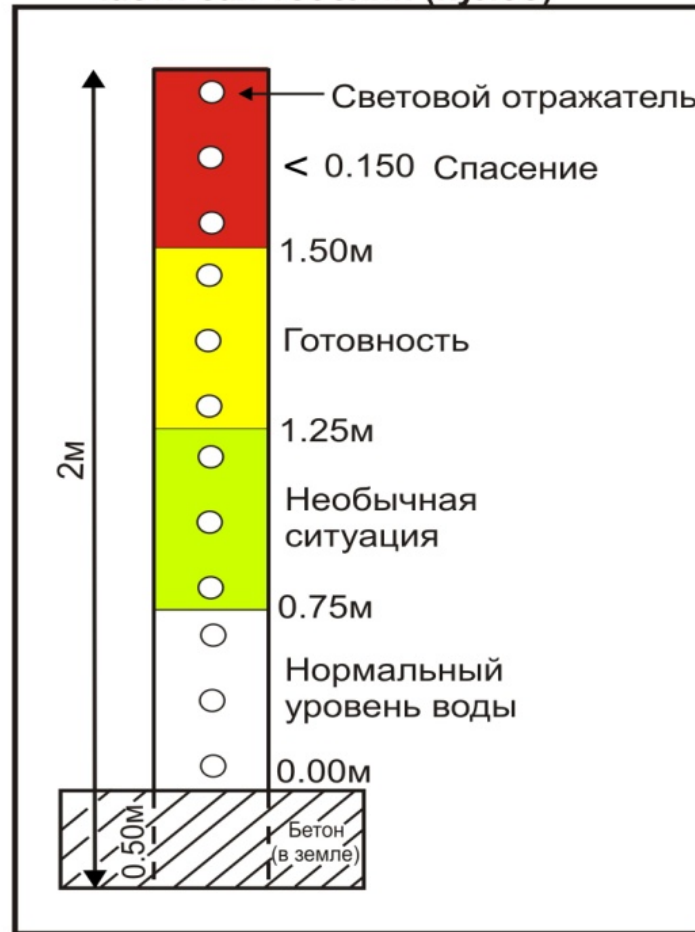 Световой отражатель
< 0.150 Спасение
1.50м
Готовность
1.25м
2м
Необычная
ситуация
0.75м
Нормальный
уровень воды
0.00м
0.50м
Бетон
(в земле)